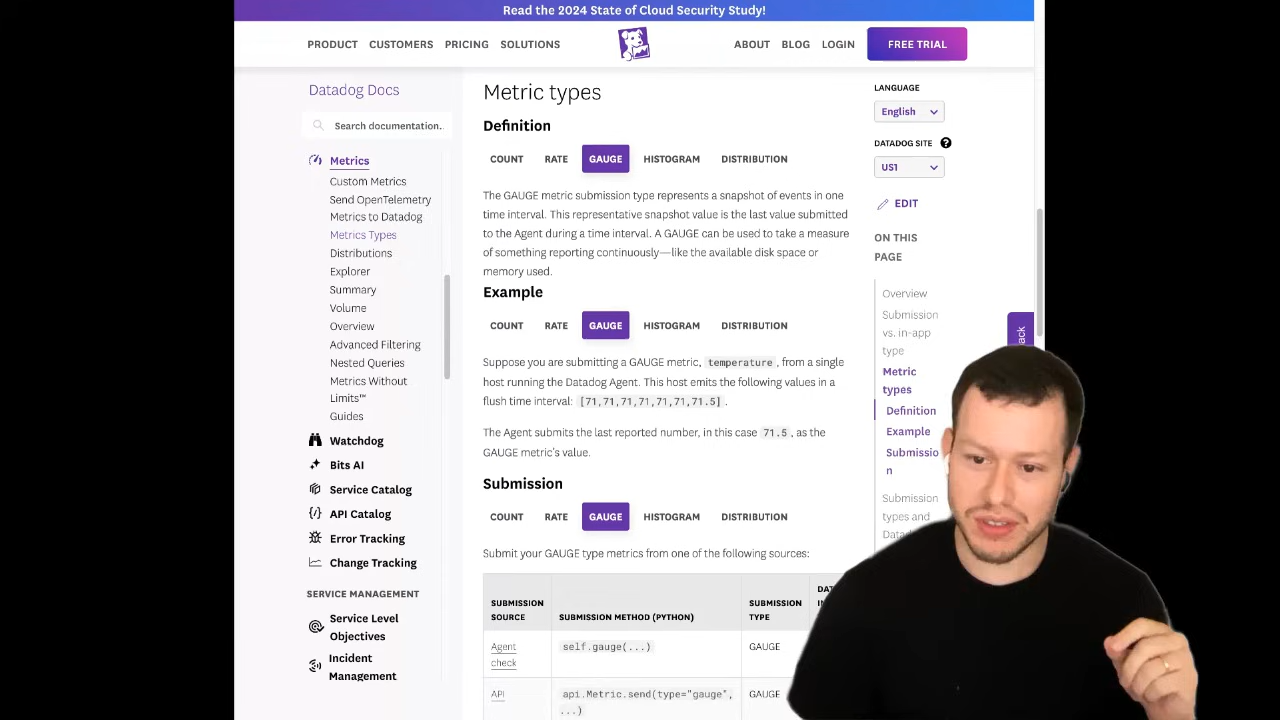 Read the 2024 State of Cloud Security Study!
PRODUCT CUSTOMERS PRICING SOLUTIONS ABOUT BLOG LOGIN FREE TRIAL
Datadog Docs
Search documentation..
Metrics
Custom Metrics
Send OpenTelemetry
Metrics to Datadog
Metrics Types
Distributions
Explorer
Summary
Volume
Overview
Advanced Filtering
Nested Queries
Metrics Without
Limits™
Guides
Watchdog
Bits AI
Service Catalog
API Catalog
Error Tracking
Change Tracking
SERVICE MANAGEMENT
Service Level
Objectives
Incident
Management
Metric types
Definition
COUNT RATE GAUGE HISTOGRAM DISTRIBUTION
The GAUGE metric submission type represents a snapshot of events in one
time interval. This representative snapshot value is the last value submitted
to the Agent during a time interval. A GAUGE can be used to take a measure
of something reporting continuously—like the available disk space or
memory used.
Example
COUNT RATE GAUGE HISTOGRAM DISTRIBUTION
Suppose you are submitting a GAUGE metric, temperature, from a single
host running the Datadog Agent. This host emits the following values in a
flush time interval: [71,71,71,71,71,71,71.5].
The Agent submits the last reported number, in this case 71.5, as the
GAUGE metric's value.
Submission
COUNT RATE GAUGE HISTOGRAM DISTRIBUTION
Submit your GAUGE type metrics from one of the following sources:
SUBMISSION
SOURCE
SUBMISSION METHOD (PYTHON)
SUBMISSION
TYPE
Agent
check
self.gauge(...)
GAUGE
API
api.Metric.send(type="gauge",
...)
GAUGE
LANGUAGE
English
DATADOG SITE
US1
EDIT
ON THIS
PAGE
Overview
Submission
vs. in-app
type
Metric
types
Definition
Example
Submissio
n
Submission
types and